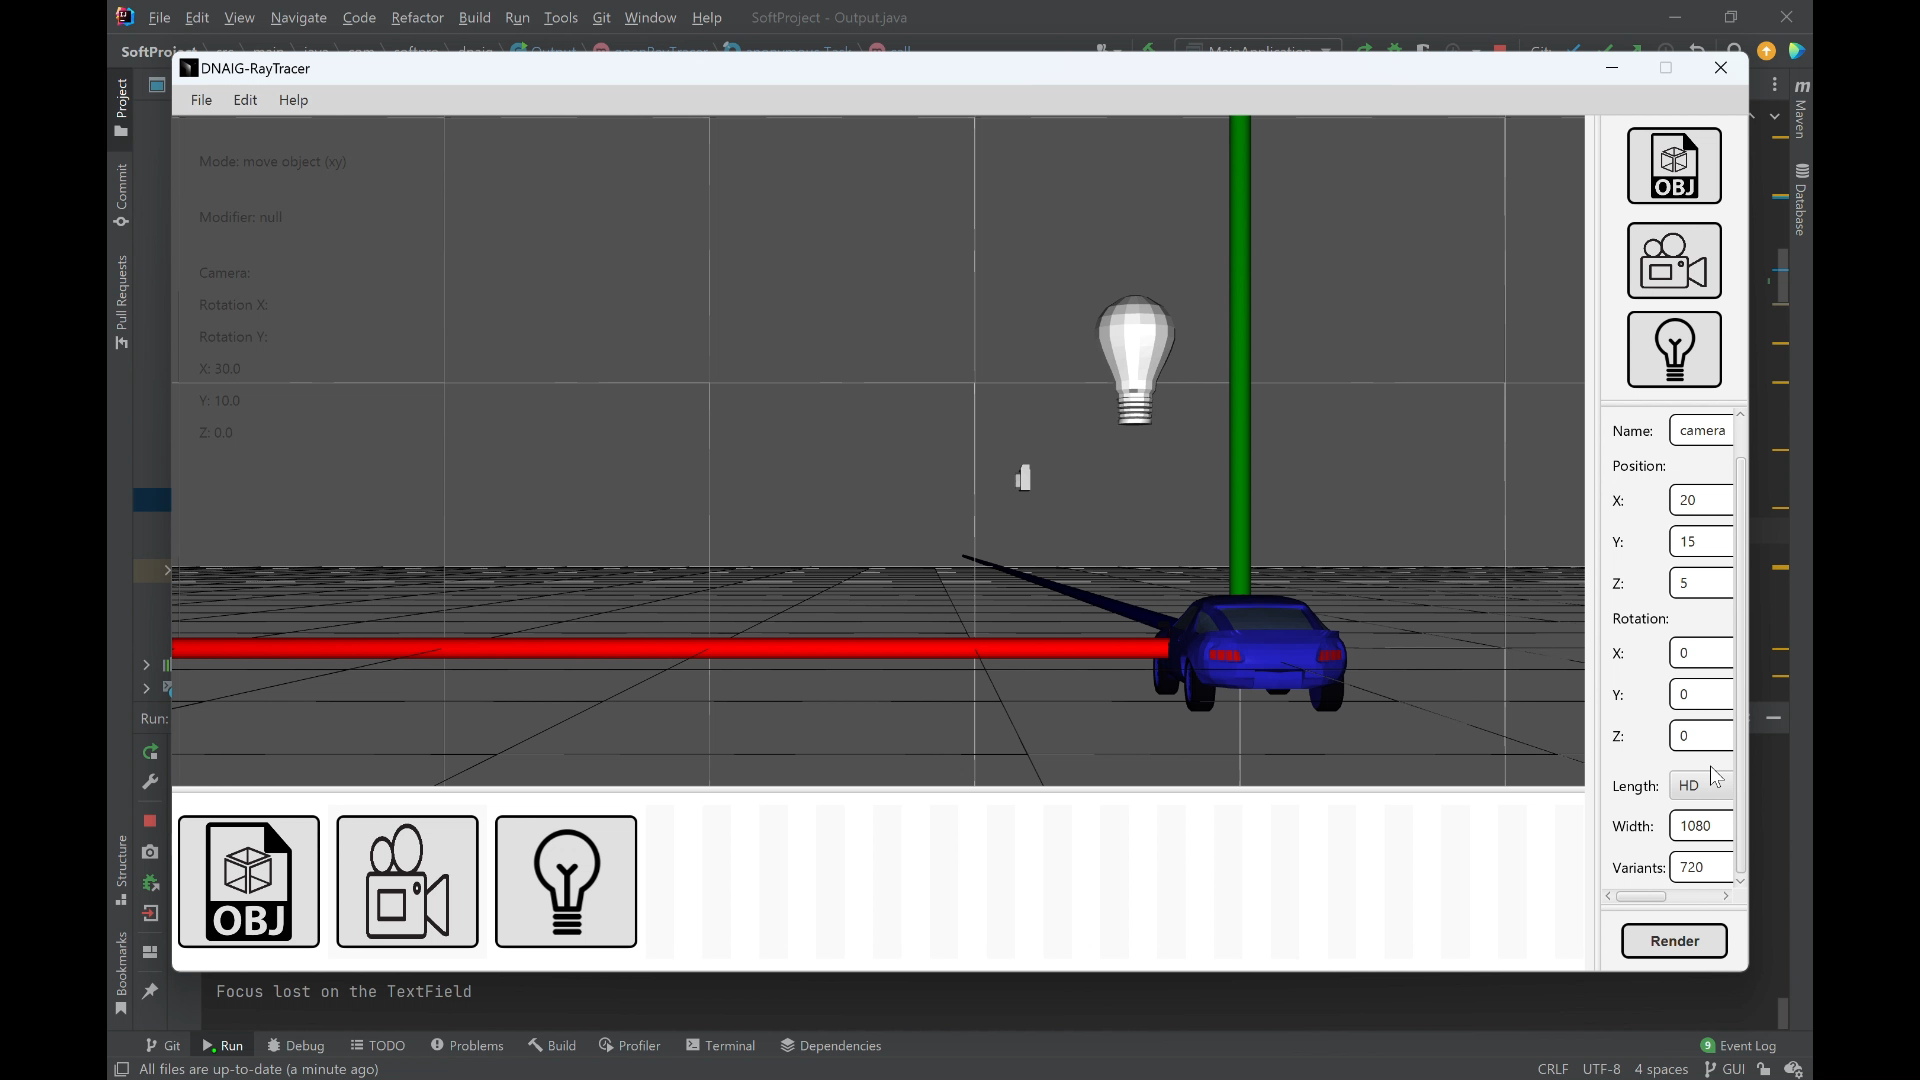 File Edit View Navigate Code Refactor Build Run Tools Git Window Help SoftProject - Output.java
DNAIG-RayTracer
File Edit Help
Project
Commit
Pull Requests
Structure
Bookmarks
m
Maven
Database
Mode: move object (xy)
Modifier: null
Camera:
Rotation X:
Rotation Y:
X: 30.0
Y: 10.0
Z: 0.0
OBJ
Name: camera
Position:
X: 20
Y: 15
Z: 5
Rotation:
X: 0
Y: 0
Z: 0
Length: HD
Width: 1080
Variants: 720
Render
OBJ
Run:
Focus lost on the TextField
Git Run Debug TODO Problems Build Profiler Terminal Dependencies 9 Event Log
All files are up-to-date (a minute ago) CRLF UTF-8 4 spaces GUI